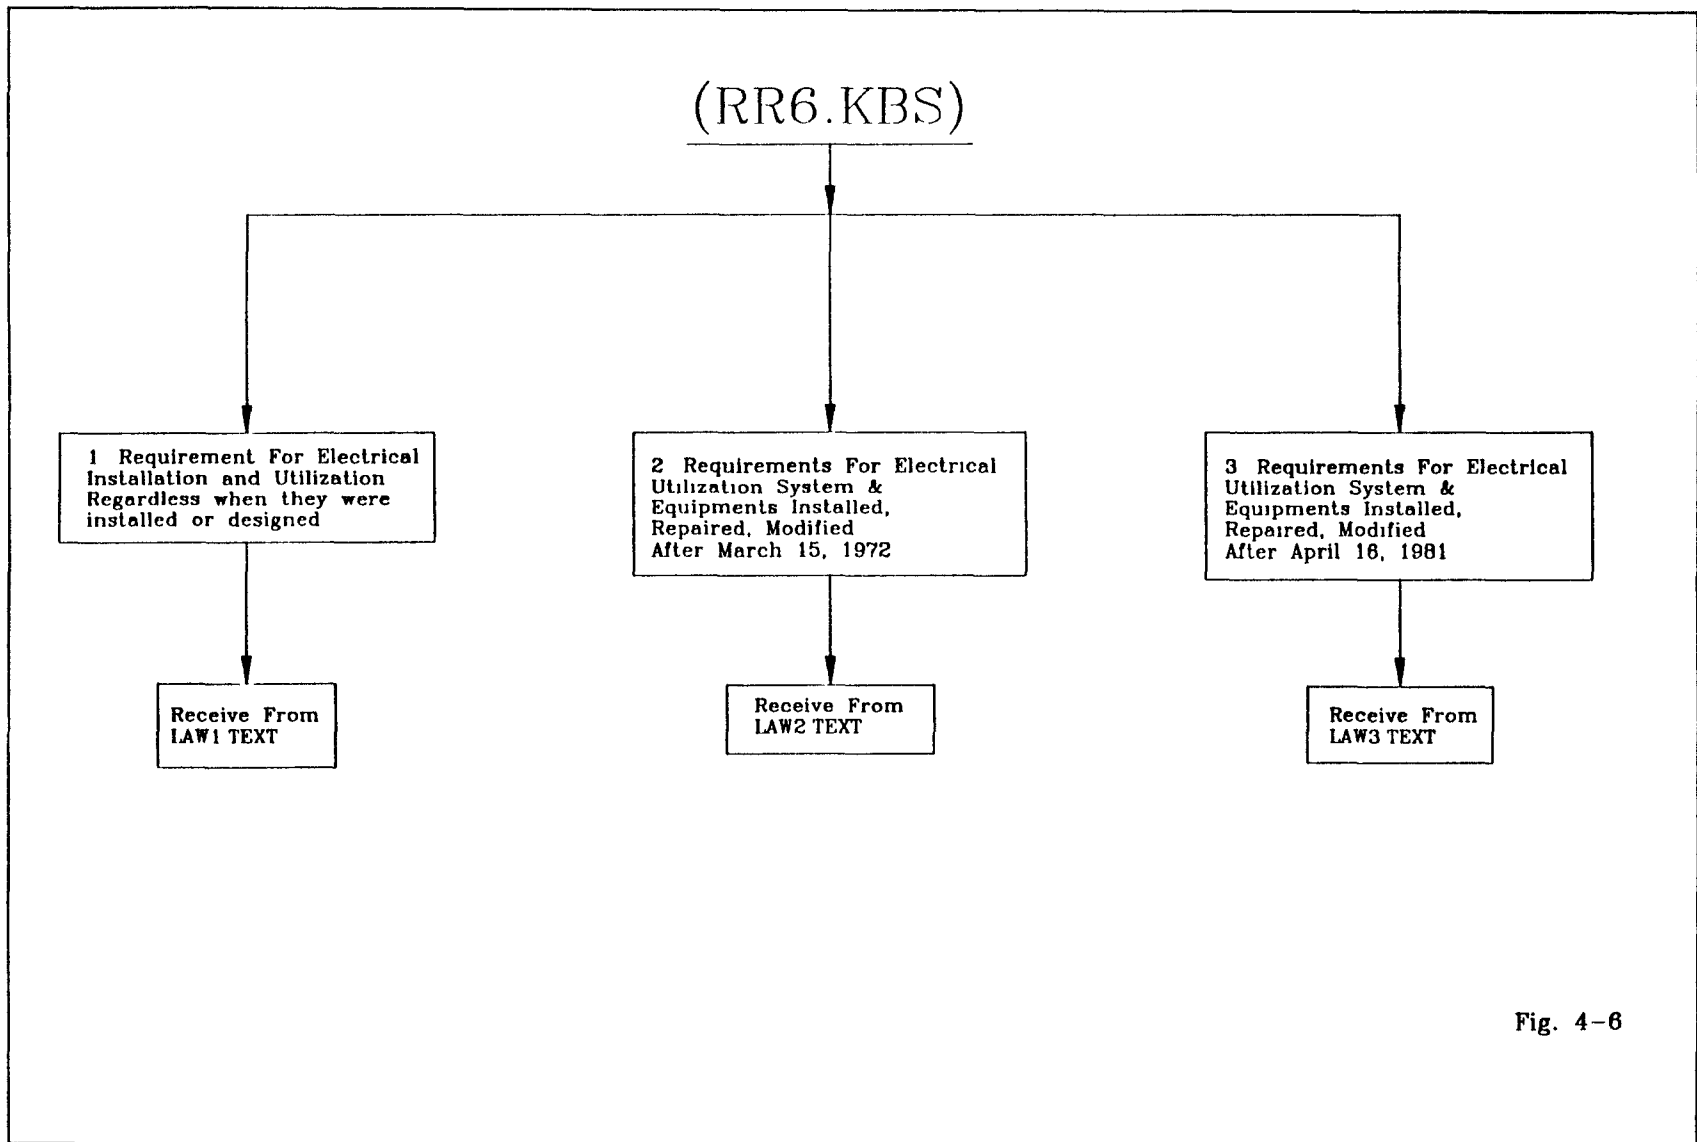 (RR6.KBS)
1 Requirement For Electrical
Installation and Utilization
Regardless when they were
installed or designed
2 Requirements For Electrical
Utilization System &
Equipments Installed,
Repaired, Modified
After March 15, 1972
3 Requirements For Electrical
Utilization System &
Equipments Installed,
Repaired, Modified
After April 16, 1981
Receive From
LAW1 TEXT
Receive From
LAW2 TEXT
Receive From
LAW3 TEXT
Fig. 4-6